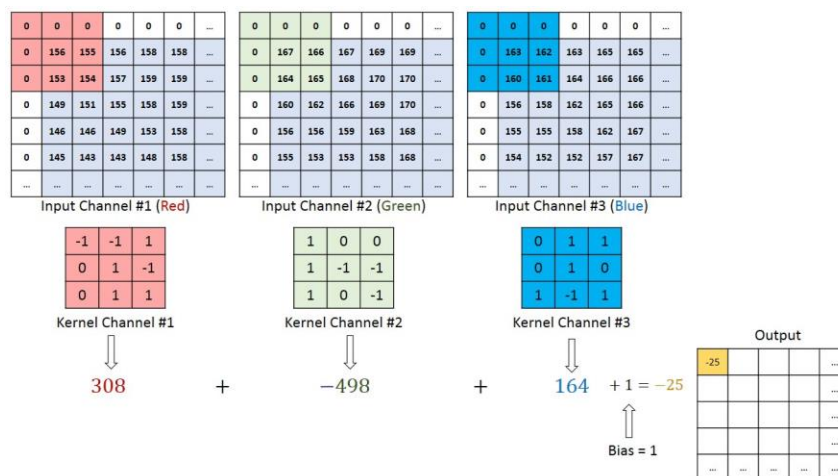 0 0 0 0 0 0 ...
0 156 155 156 158 158 ...
0 153 154 157 159 159 ...
0 149 151 155 158 159 ...
0 146 146 149 153 158 ...
0 145 143 143 148 158 ...
... ... ... ... ... ... ...
Input Channel #1 (Red)
0 0 0 0 0 0 ...
0 167 166 167 169 169 ...
0 164 165 168 170 170 ...
0 160 162 166 169 170 ...
0 156 156 159 163 168 ...
0 155 153 153 158 168 ...
... ... ... ... ... ... ...
Input Channel #2 (Green)
0 0 0 0 0 0 ...
0 163 162 163 165 165 ...
0 160 161 164 166 166 ...
0 156 158 162 165 166 ...
0 155 155 158 162 167 ...
0 154 152 152 157 167 ...
... ... ... ... ... ... ...
Input Channel #3 (Blue)
-1 -1 1
0 1 -1
0 1 1
Kernel Channel #1
1 0 0
1 -1 -1
1 0 -1
Kernel Channel #2
0 1 1
0 1 0
1 -1 1
Kernel Channel #3
308 + −498 + 164 + 1 = −25
Bias = 1
Output
-25 ...
...
...
...
... ... ... ... ...